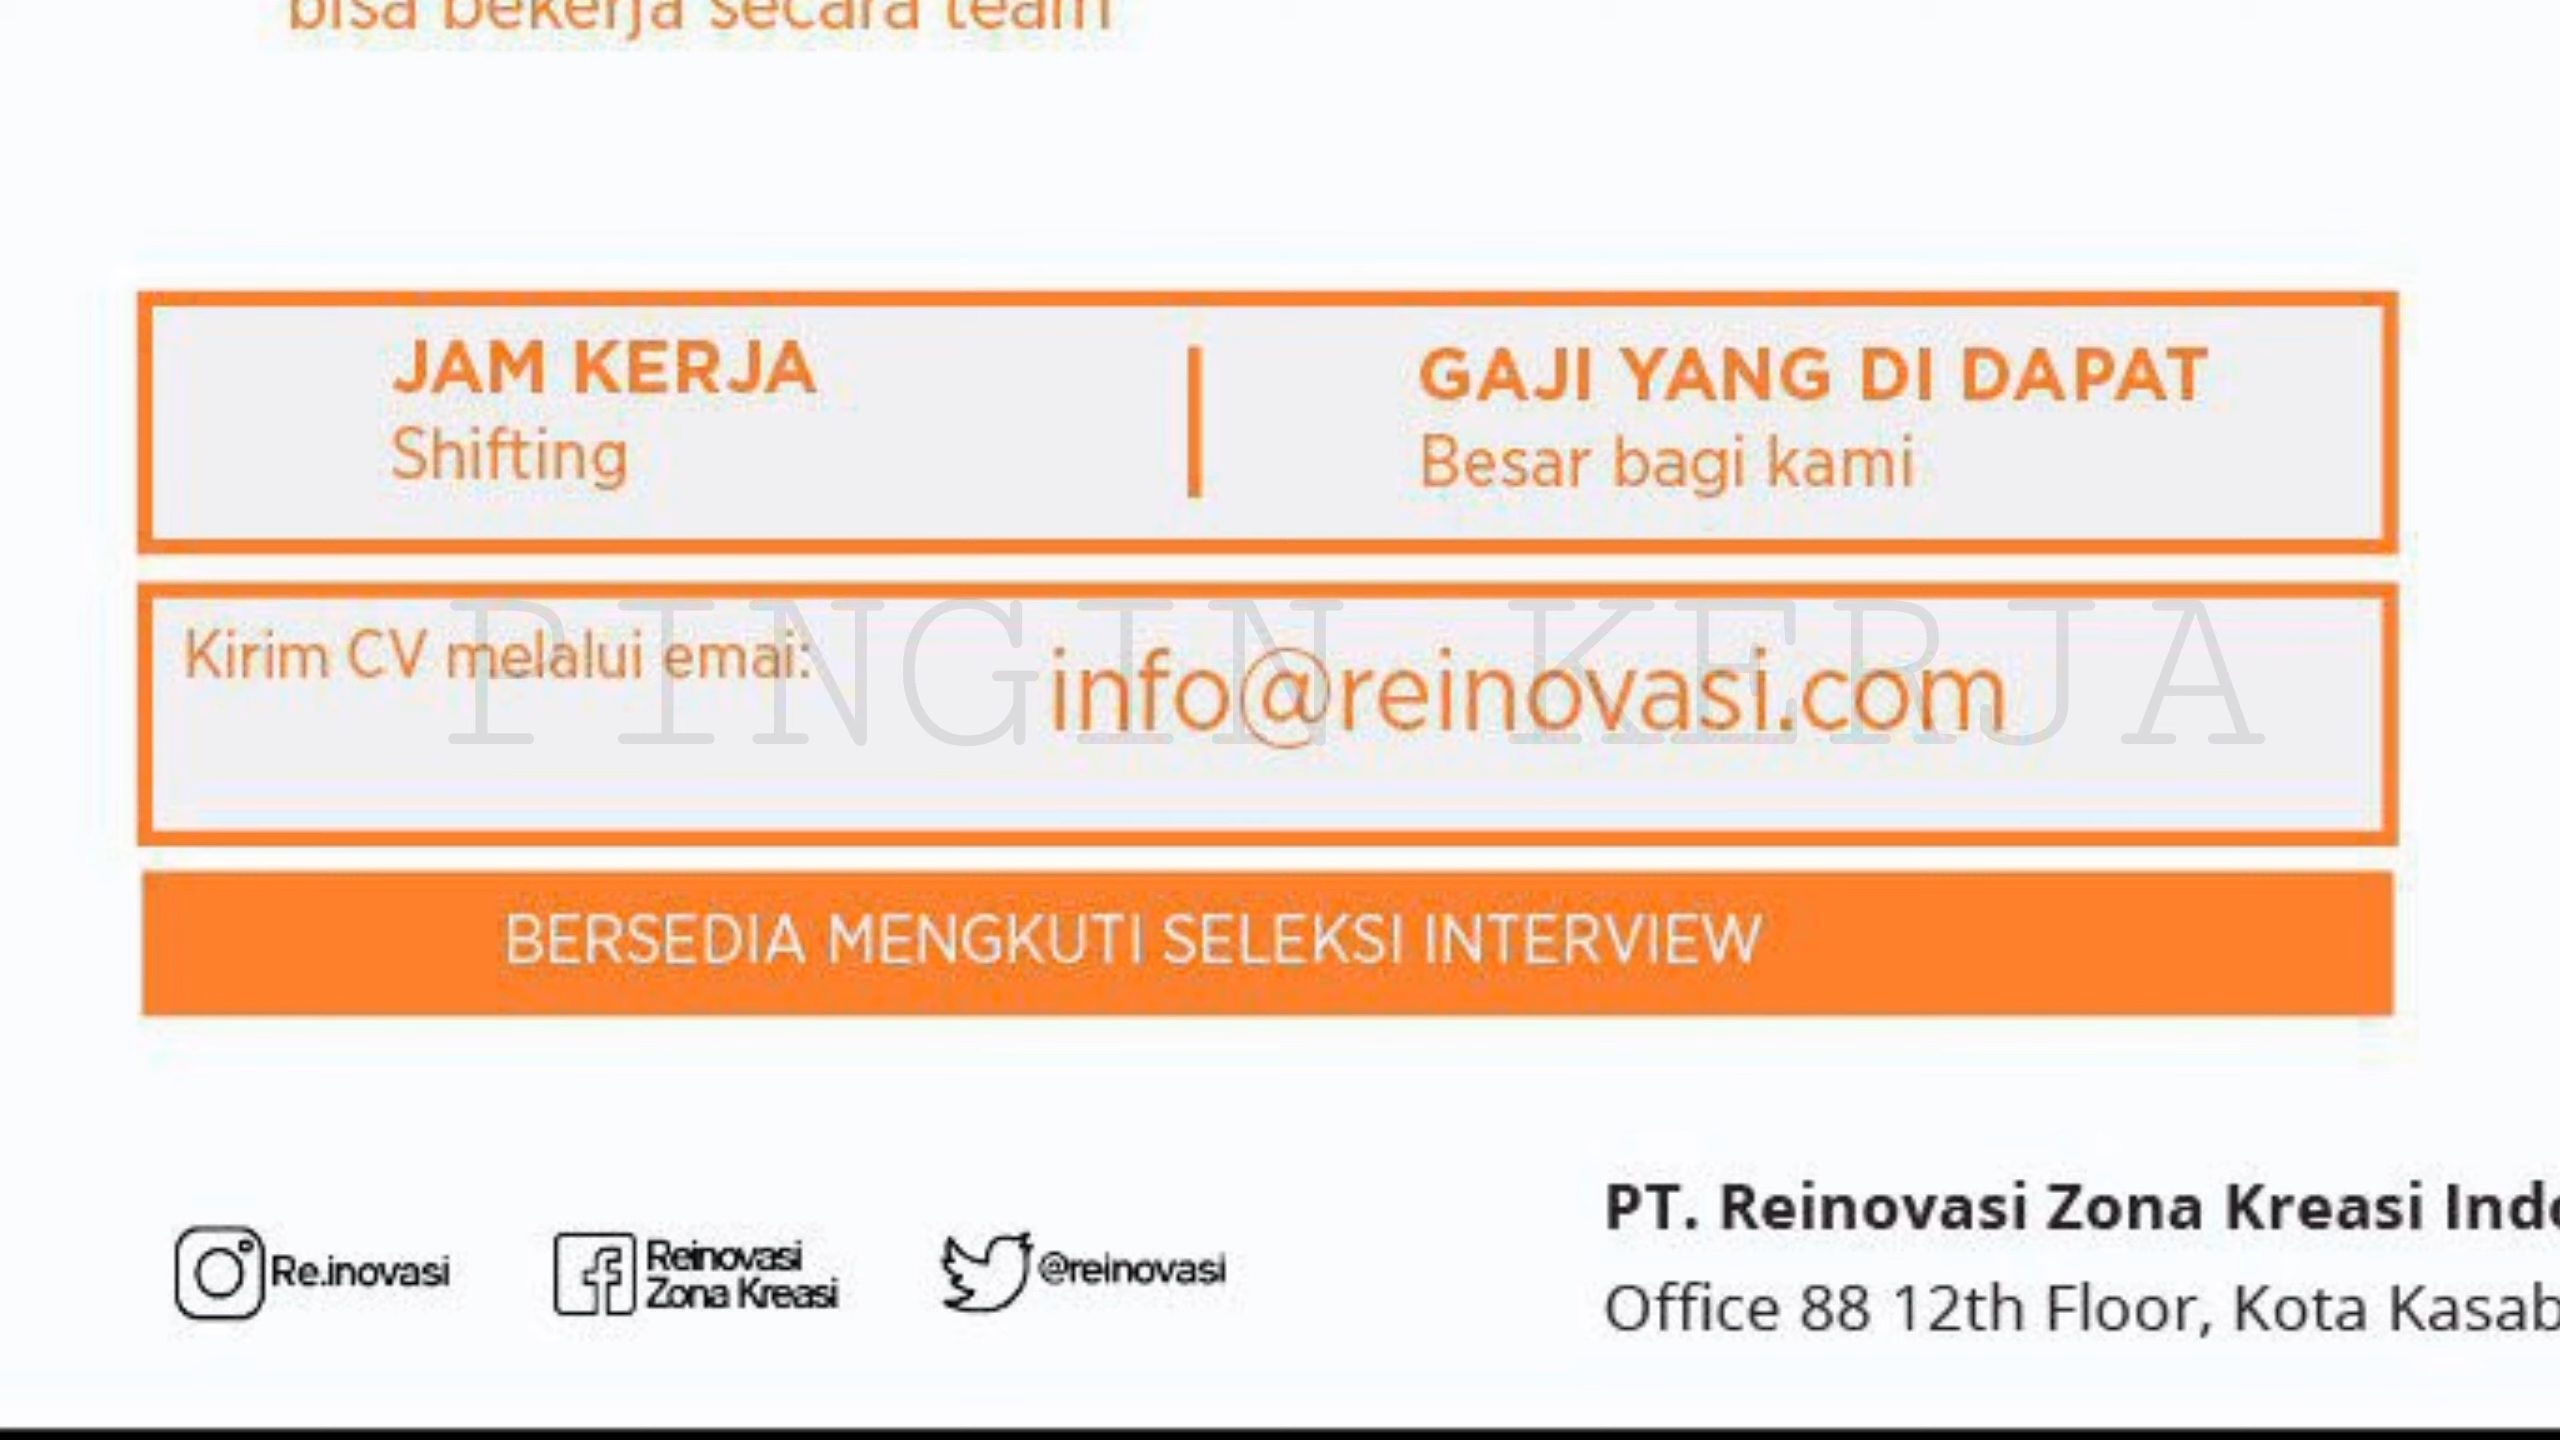 bisa bekerja secara team
JAM KERJA
Shifting
GAJI YANG DI DAPAT
Besar bagi kami
PINGIN KERJA
Kirim CV melalui emai:
info@reinovasi.com
BERSEDIA MENGKUTI SELEKSI INTERVIEW
Re.inovasi
Reinovasi
Zona Kreasi
@reinovasi
PT. Reinovasi Zona Kreasi Indo
Office 88 12th Floor, Kota Kasab